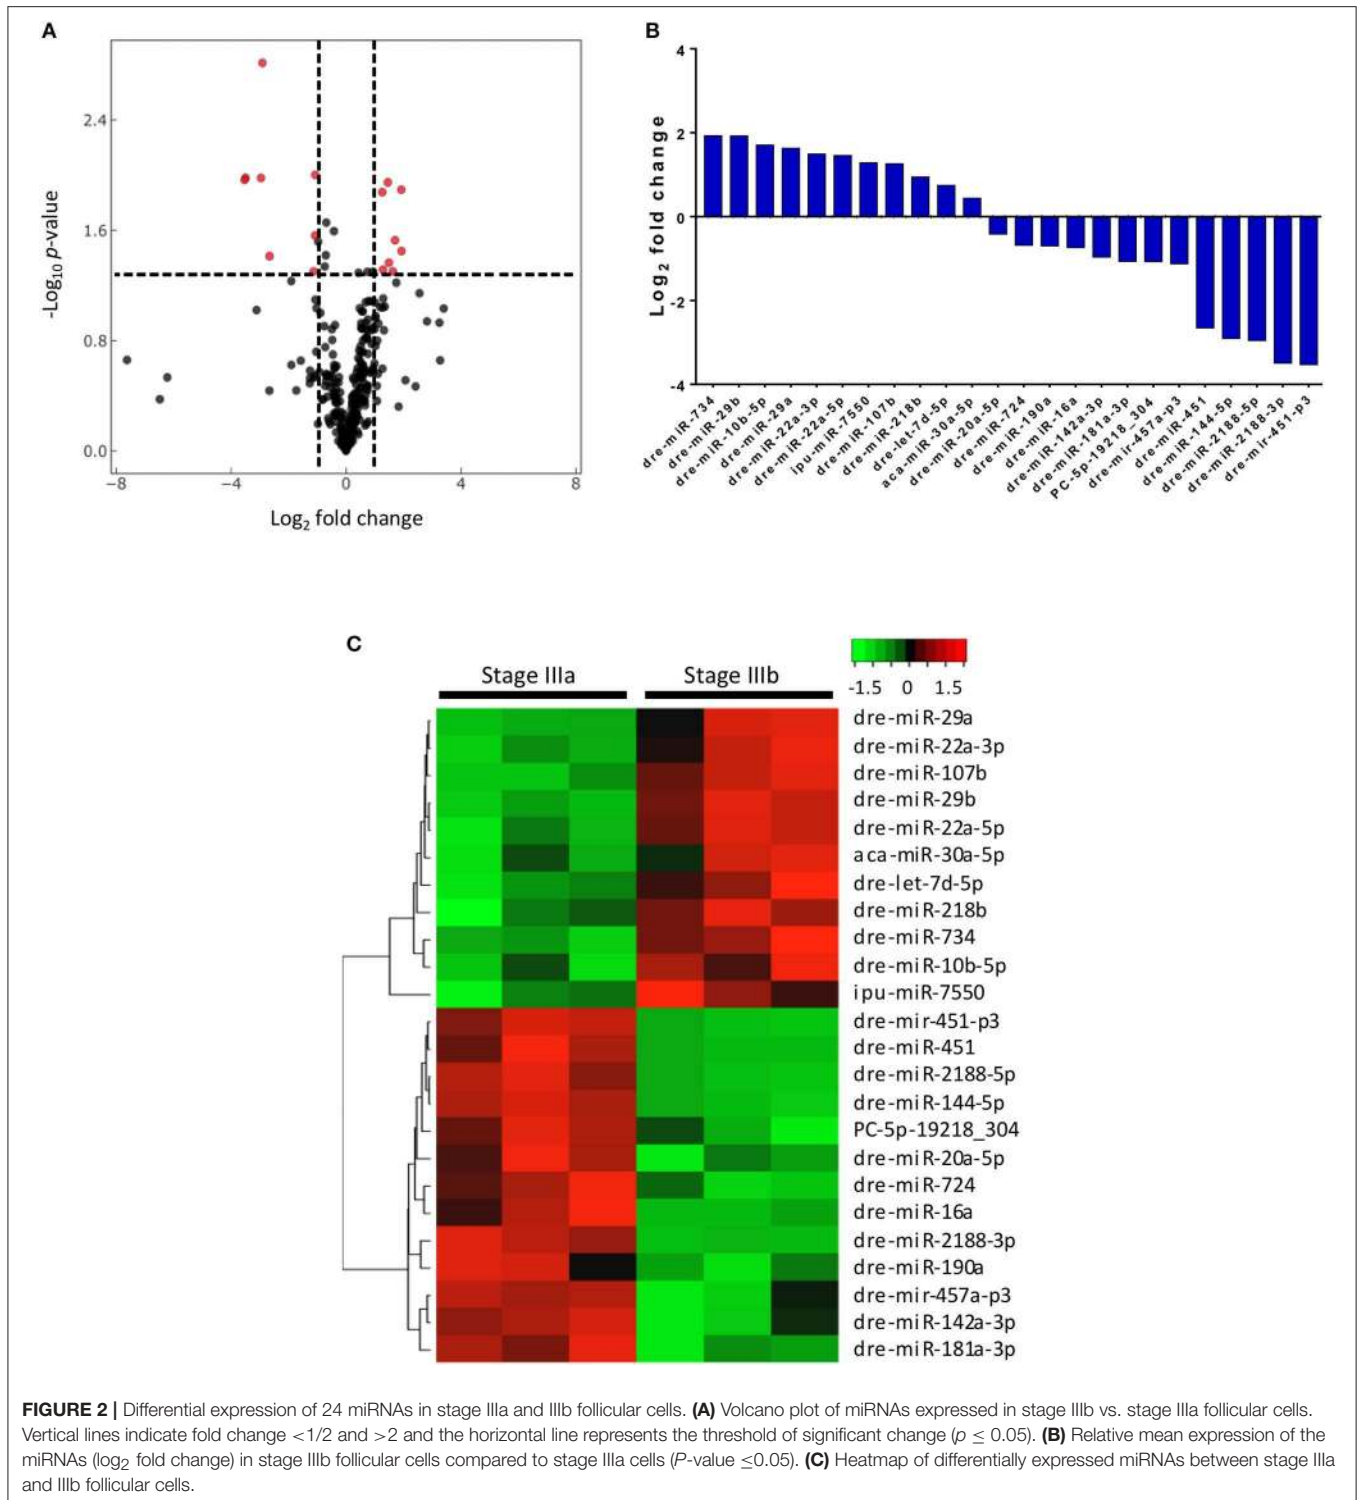 A
2.4
1.6
0.8
0.0
-Log10 p-value
−8
−4
0
4
8
Log2 fold change
B
4
2
0
-2
-4
Log2 fold change
dre-miR-734
dre-miR-29b
dre-miR-10b-5p
dre-miR-29a
dre-miR-22a-3p
dre-miR-22a-5p
ipu-miR-7550
dre-miR-107b
dre-miR-218b
dre-let-7d-5p
aca-miR-30a-5p
dre-miR-20a-5p
dre-miR-724
dre-miR-190a
dre-miR-16a
dre-miR-142a-3p
dre-miR-181a-3p
PC-5p-19218_304
dre-mir-457a-p3
dre-miR-451
dre-miR-144-5p
dre-miR-2188-5p
dre-miR-2188-3p
dre-mir-451-p3
C
Stage IIIa
Stage IIIb
-1.5 0 1.5
dre-miR-29a
dre-miR-22a-3p
dre-miR-107b
dre-miR-29b
dre-miR-22a-5p
aca-miR-30a-5p
dre-let-7d-5p
dre-miR-218b
dre-miR-734
dre-miR-10b-5p
ipu-miR-7550
dre-mir-451-p3
dre-miR-451
dre-miR-2188-5p
dre-miR-144-5p
PC-5p-19218_304
dre-miR-20a-5p
dre-miR-724
dre-miR-16a
dre-miR-2188-3p
dre-miR-190a
dre-mir-457a-p3
dre-miR-142a-3p
dre-miR-181a-3p
FIGURE 2 | Differential expression of 24 miRNAs in stage IIIa and IIIb follicular cells. (A) Volcano plot of miRNAs expressed in stage IIIb vs. stage IIIa follicular cells.
Vertical lines indicate fold change <1/2 and >2 and the horizontal line represents the threshold of significant change (p ≤ 0.05). (B) Relative mean expression of the
miRNAs (log2 fold change) in stage IIIb follicular cells compared to stage IIIa cells (P-value ≤0.05). (C) Heatmap of differentially expressed miRNAs between stage IIIa
and IIIb follicular cells.